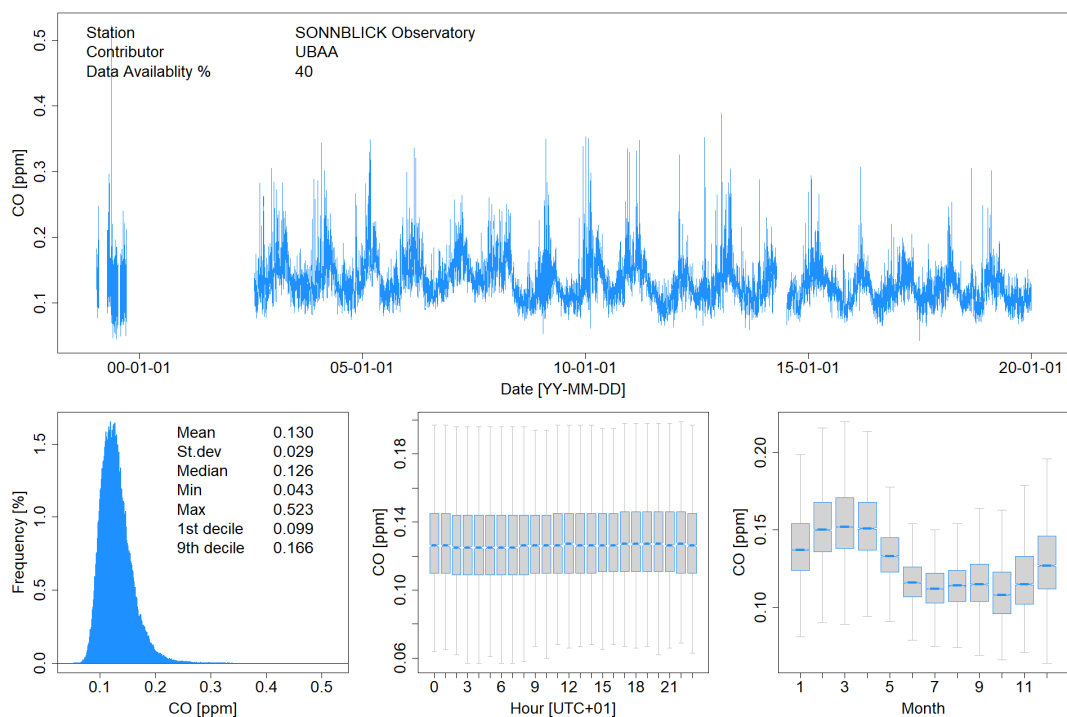 Station SONNBLICK Observatory
Contributor UBAA
Data Availablity % 40
CO [ppm]
0.5
0.4
0.3
0.2
0.1
00-01-01 05-01-01 10-01-01 15-01-01 20-01-01
Date [YY-MM-DD]
Frequency [%]
1.5
1.0
0.5
0.0
Mean 0.130
St.dev 0.029
Median 0.126
Min 0.043
Max 0.523
1st decile 0.099
9th decile 0.166
0.1 0.2 0.3 0.4 0.5
CO [ppm]
CO [ppm]
0.18
0.14
0.10
0.06
0 3 6 9 12 15 18 21
Hour [UTC+01]
CO [ppm]
0.20
0.15
0.10
1 3 5 7 9 11
Month